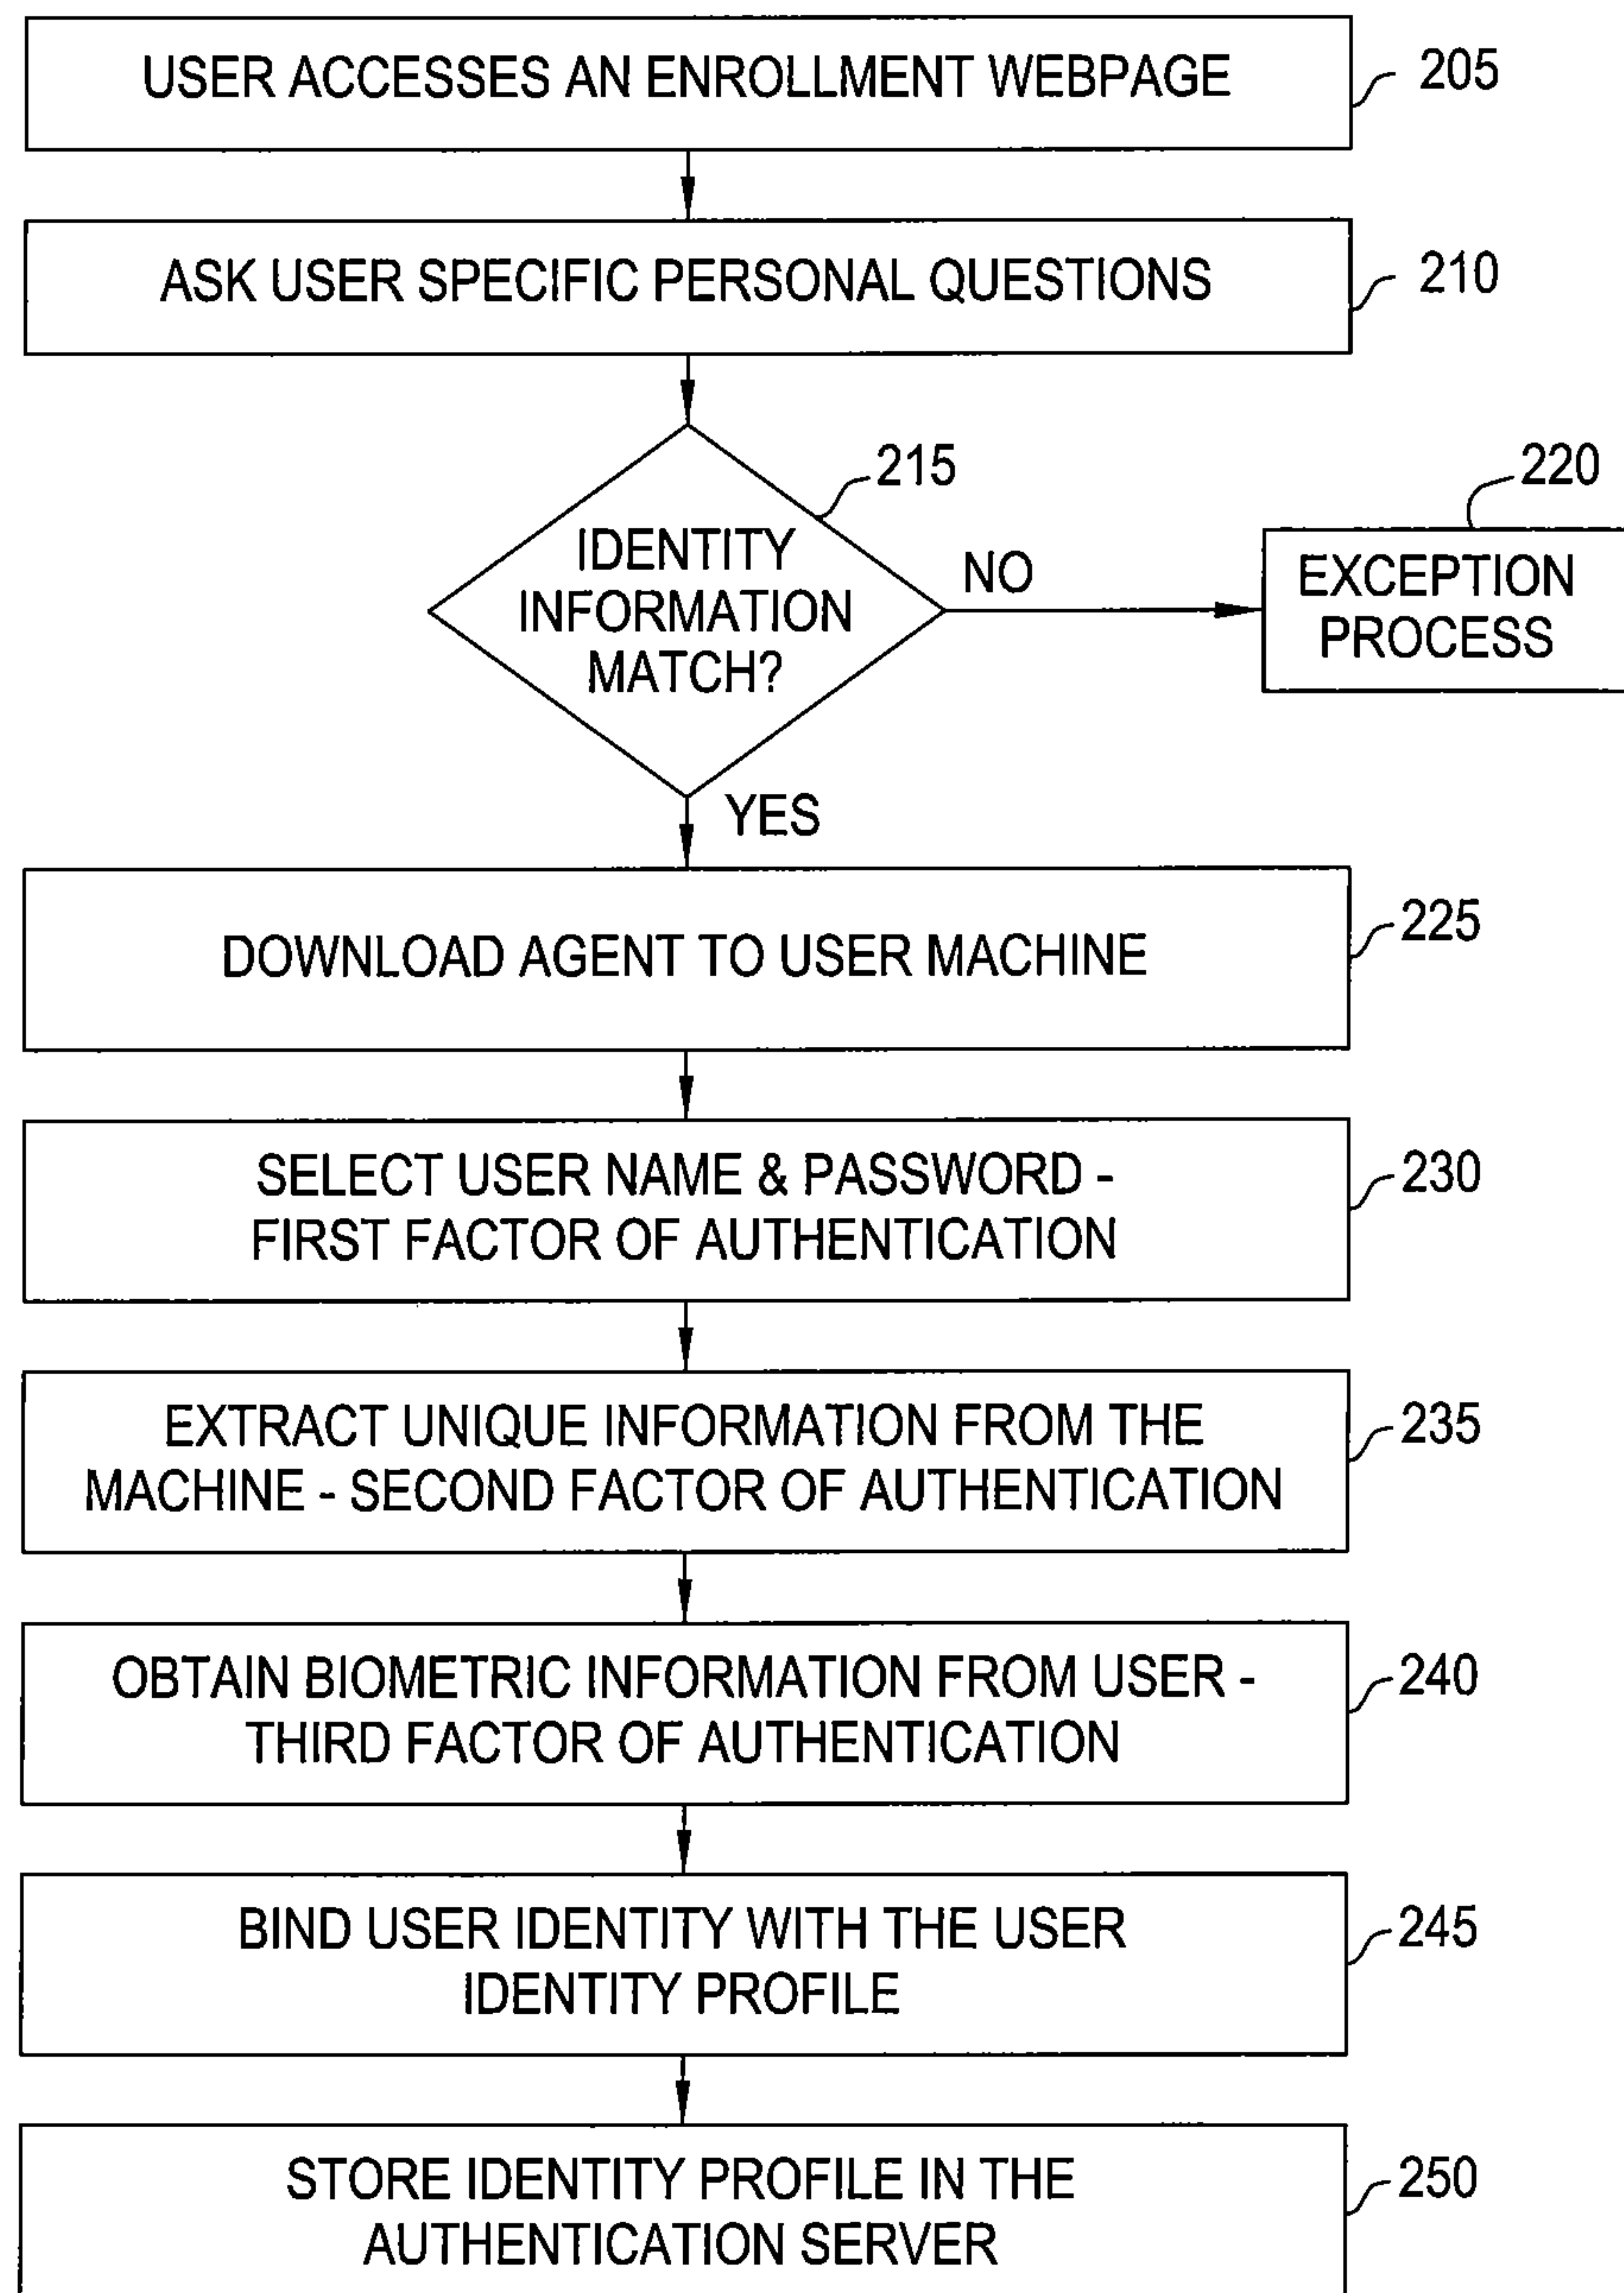 USER ACCESSES AN ENROLLMENT WEBPAGE
205
ASK USER SPECIFIC PERSONAL QUESTIONS
210
215
IDENTITY
INFORMATION
MATCH?
NO
220
EXCEPTION
PROCESS
YES
DOWNLOAD AGENT TO USER MACHINE
225
SELECT USER NAME & PASSWORD -
FIRST FACTOR OF AUTHENTICATION
230
EXTRACT UNIQUE INFORMATION FROM THE
MACHINE - SECOND FACTOR OF AUTHENTICATION
235
OBTAIN BIOMETRIC INFORMATION FROM USER -
THIRD FACTOR OF AUTHENTICATION
240
BIND USER IDENTITY WITH THE USER
IDENTITY PROFILE
245
STORE IDENTITY PROFILE IN THE
AUTHENTICATION SERVER
250